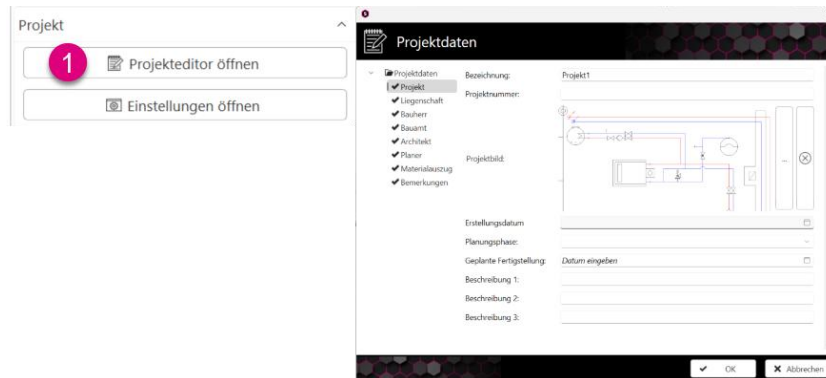 Projekt
1
Projekteditor öffnen
Einstellungen öffnen
Projektdaten
Projektdaten
Projekt
Liegenschaft
Bauherr
Bauamt
Architekt
Planer
Materialauszug
Bemerkungen
Bezeichnung: Projekt1
Projektnummer:
Projektbild:
Erstellungsdatum
Planungsphase:
Geplante Fertigstellung: Datum eingeben
Beschreibung 1:
Beschreibung 2:
Beschreibung 3:
OK Abbrechen